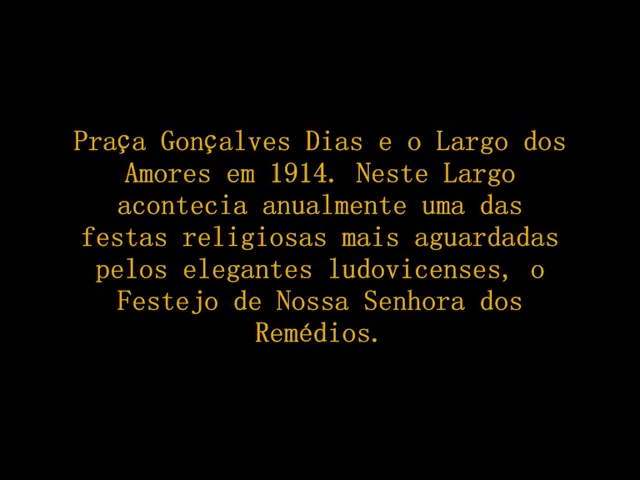 Praça Gonçalves Dias e o Largo dos
Amores em 1914. Neste Largo
acontecia anualmente uma das
festas religiosas mais aguardadas
pelos elegantes ludovicenses, o
Festejo de Nossa Senhora dos
Remédios.